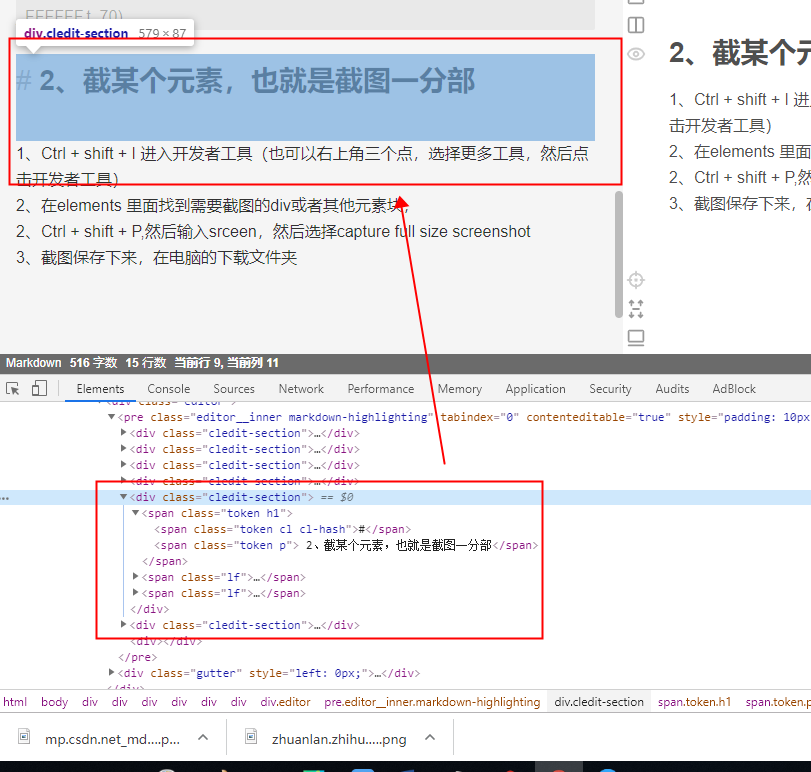 FFFFFFt 70)
div.cledit-section 579 × 87
# 2、截某个元素，也就是截图一分部
1、Ctrl + shift + I 进入开发者工具（也可以右上角三个点，选择更多工具，然后点
击开发者工具）
2、在elements 里面找到需要截图的div或者其他元素块，
2、Ctrl + shift + P,然后输入srceen，然后选择capture full size screenshot
3、截图保存下来，在电脑的下载文件夹
2、截某个元
1、Ctrl + shift + I 进
击开发者工具）
2、在elements 里面
2、Ctrl + shift + P,然
3、截图保存下来，在
Markdown 516 字数 15 行数 当前行 9, 当前列 11
Elements Console Sources Network Performance Memory Application Security Audits AdBlock
<div class="editor">
▼<pre class="editor__inner markdown-highlighting" tabindex="0" contenteditable="true" style="padding: 10px
▶<div class="cledit-section">…</div>
▶<div class="cledit-section">…</div>
▶<div class="cledit-section">…</div>
▶<div class="cledit-section">…</div>
… ▼<div class="cledit-section"> == $0
▼<span class="token h1">
<span class="token cl cl-hash">#</span>
<span class="token p"> 2、截某个元素，也就是截图一分部</span>
</span>
▶<span class="lf">…</span>
▶<span class="lf">…</span>
</div>
▶<div class="cledit-section">…</div>
<div></div>
</pre>
▶<div class="gutter" style="left: 0px;">…</div>
</div>
html body div div div div div div div.editor pre.editor__inner.markdown-highlighting div.cledit-section span.token.h1 span.token.p
mp.csdn.net_md....p... zhuanlan.zhihu.....png